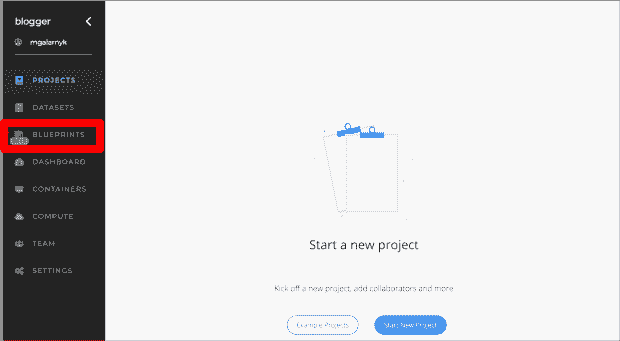 blogger
mgalarnyk
PROJECTS
DATASETS
BLUEPRINTS
DASHBOARD
CONTAINERS
COMPUTE
TEAM
SETTINGS
Start a new project
Kick off a new project, add collaborators and more
Example Projects
Start New Project